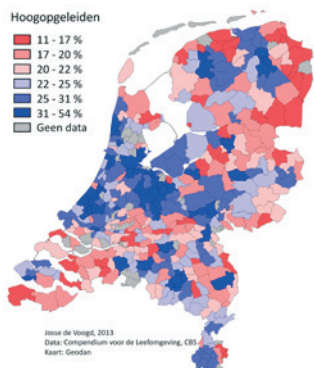 Hoogopgeleiden
11 - 17 %
17 - 20 %
20 - 22 %
22 - 25 %
25 - 31 %
31 - 54 %
Geen data
Josse de Voogd, 2013
Data: Compendium voor de Leefomgeving, CBS
Kaart: Geodan